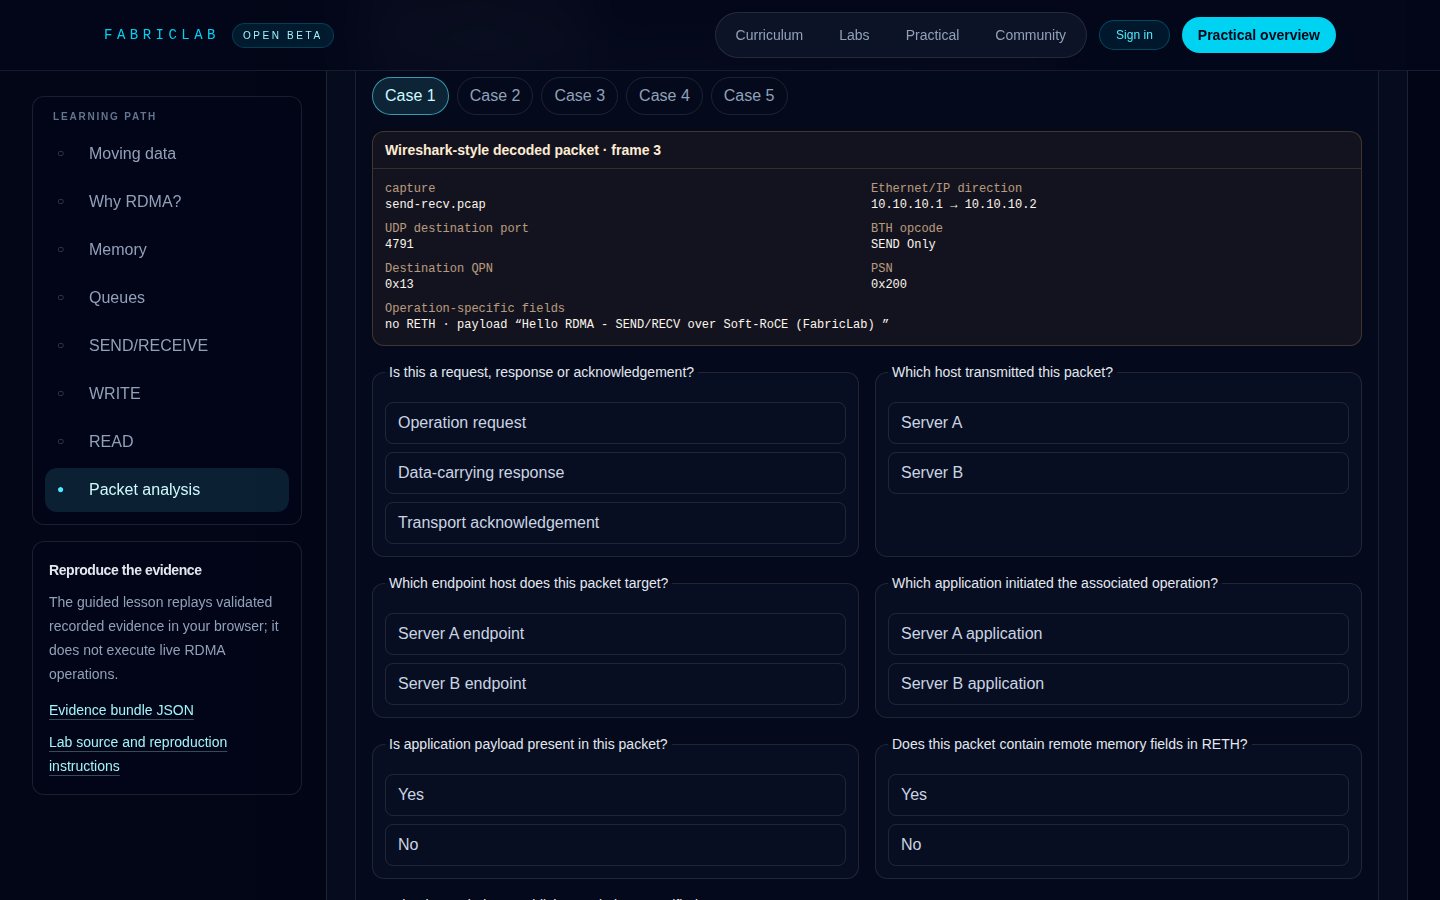 FABRICLAB
OPEN BETA
Curriculum
Labs
Practical
Community
Sign in
Practical overview
LEARNING PATH
Moving data
Why RDMA?
Memory
Queues
SEND/RECEIVE
WRITE
READ
Packet analysis
Reproduce the evidence
The guided lesson replays validated
recorded evidence in your browser; it
does not execute live RDMA
operations.
Evidence bundle JSON
Lab source and reproduction
instructions
Case 1
Case 2
Case 3
Case 4
Case 5
Wireshark-style decoded packet · frame 3
capture
send-recv.pcap
Ethernet/IP direction
10.10.10.1 → 10.10.10.2
UDP destination port
4791
BTH opcode
SEND Only
Destination QPN
0x13
PSN
0x200
Operation-specific fields
no RETH · payload “Hello RDMA - SEND/RECV over Soft-RoCE (FabricLab) ”
Is this a request, response or acknowledgement?
Operation request
Data-carrying response
Transport acknowledgement
Which host transmitted this packet?
Server A
Server B
Which endpoint host does this packet target?
Server A endpoint
Server B endpoint
Which application initiated the associated operation?
Server A application
Server B application
Is application payload present in this packet?
Yes
No
Does this packet contain remote memory fields in RETH?
Yes
No